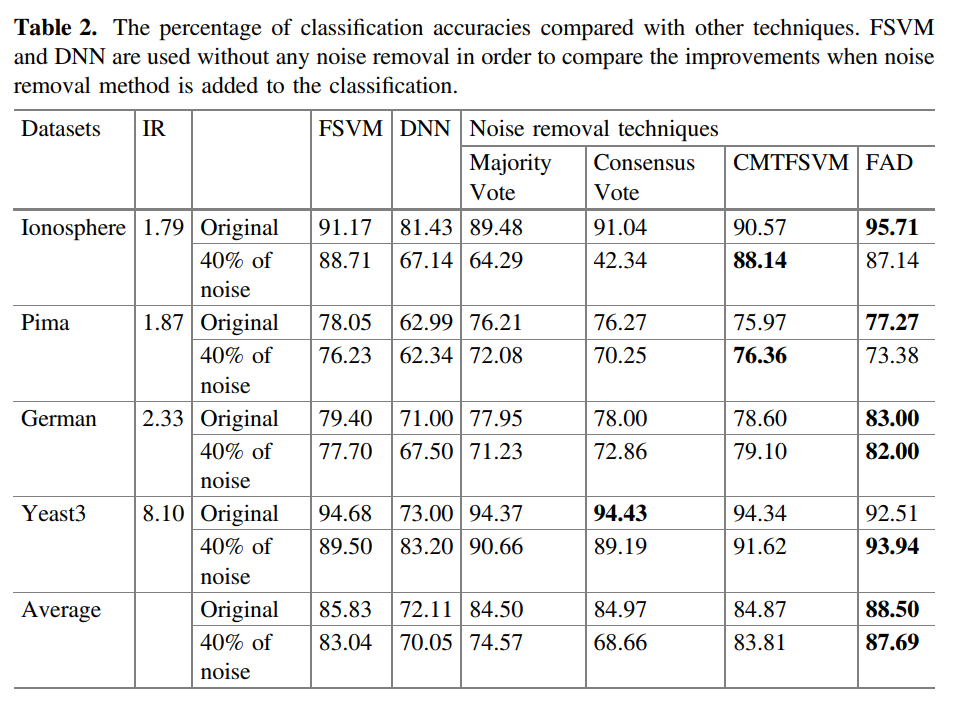 Table 2. The percentage of classification accuracies compared with other techniques. FSVM
and DNN are used without any noise removal in order to compare the improvements when noise
removal method is added to the classification.
Datasets IR FSVM DNN Noise removal techniques
Majority Vote Consensus Vote CMTFSVM FAD
Ionosphere 1.79 Original 91.17 81.43 89.48 91.04 90.57 95.71
40% of noise 88.71 67.14 64.29 42.34 88.14 87.14
Pima 1.87 Original 78.05 62.99 76.21 76.27 75.97 77.27
40% of noise 76.23 62.34 72.08 70.25 76.36 73.38
German 2.33 Original 79.40 71.00 77.95 78.00 78.60 83.00
40% of noise 77.70 67.50 71.23 72.86 79.10 82.00
Yeast3 8.10 Original 94.68 73.00 94.37 94.43 94.34 92.51
40% of noise 89.50 83.20 90.66 89.19 91.62 93.94
Average Original 85.83 72.11 84.50 84.97 84.87 88.50
40% of noise 83.04 70.05 74.57 68.66 83.81 87.69